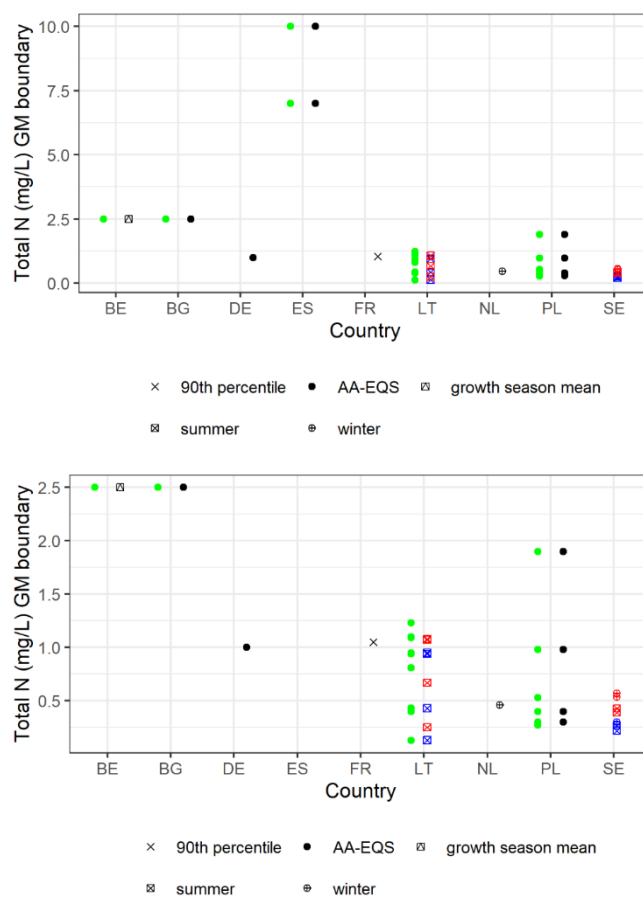 Total N (mg/L) GM boundary
10.0
7.5
5.0
2.5
0.0
BE BG DE ES FR LT NL PL SE
Country
90th percentile AA-EQS growth season mean
summer winter
Total N (mg/L) GM boundary
2.5
2.0
1.5
1.0
0.5
BE BG DE ES FR LT NL PL SE
Country
90th percentile AA-EQS growth season mean
summer winter